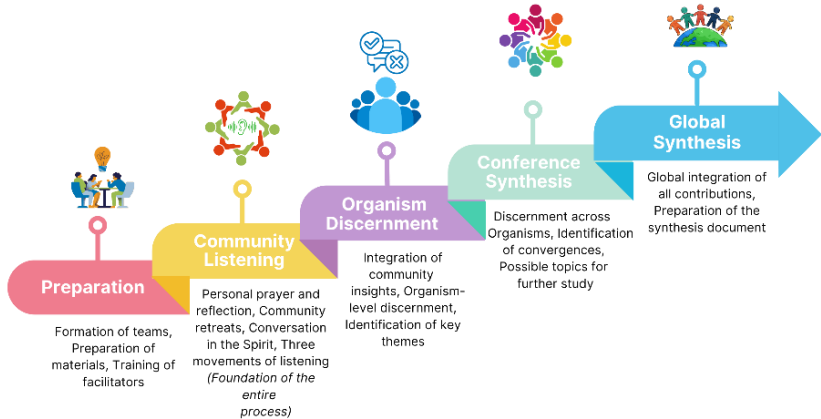 Preparation
Formation of teams,
Preparation of
materials, Training of
facilitators
Community
Listening
Personal prayer and
reflection, Community
retreats, Conversation
in the Spirit, Three
movements of listening
(Foundation of the
entire
process)
Organism
Discernment
Integration of
community
insights, Organism-
level discernment,
Identification of key
themes
Conference
Synthesis
Discernment across
Organisms, Identification
of convergences,
Possible topics for
further study
Global
Synthesis
Global integration of
all contributions,
Preparation of the
synthesis document